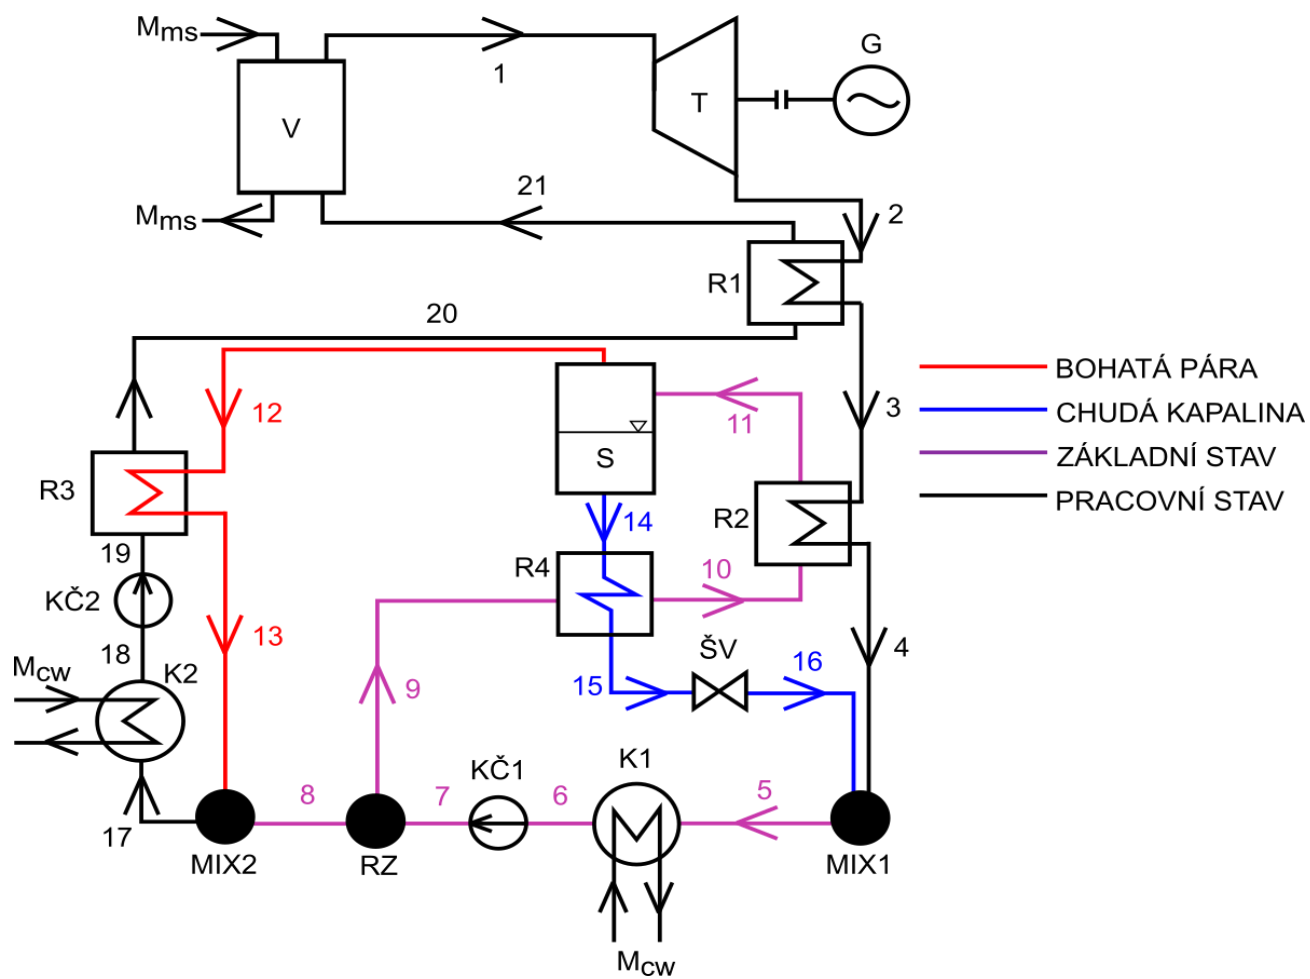 Mms
1
V
T
G
Mms
21
2
R1
20
BOHATÁ PÁRA
3
12
11
CHUDÁ KAPALINA
S
ZÁKLADNÍ STAV
R3
R2
PRACOVNÍ STAV
14
19
R4
10
KČ2
13
18
ŠV
4
Mcw
K2
15
16
9
K1
KČ1
8
7
6
5
17
MIX2
RZ
MIX1
Mcw